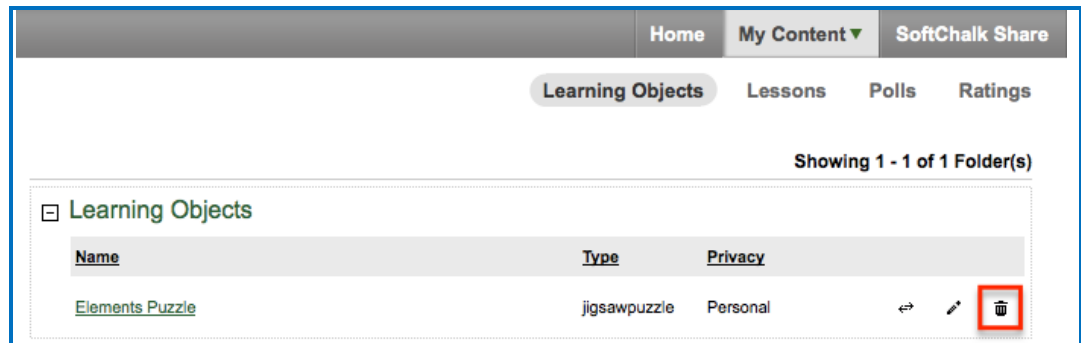 Home My Content ▼ SoftChalk Share
Learning Objects Lessons Polls Ratings
Showing 1 - 1 of 1 Folder(s)
Learning Objects
Name Type Privacy
Elements Puzzle jigsawpuzzle Personal